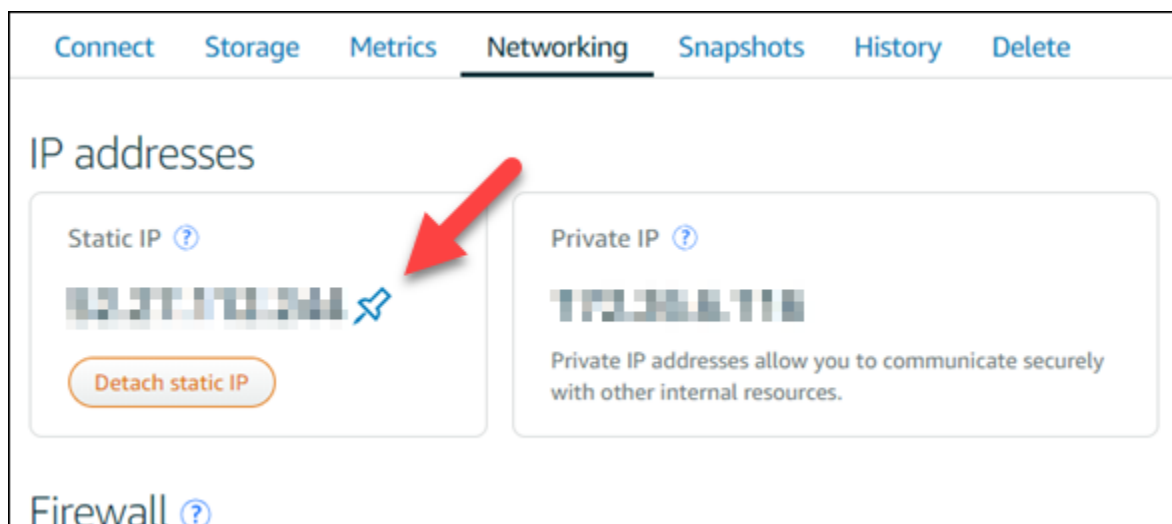 Connect Storage Metrics Networking Snapshots History Delete
IP addresses
Static IP ?
Private IP ?
Detach static IP
Private IP addresses allow you to communicate securely
with other internal resources.
Firewall ?